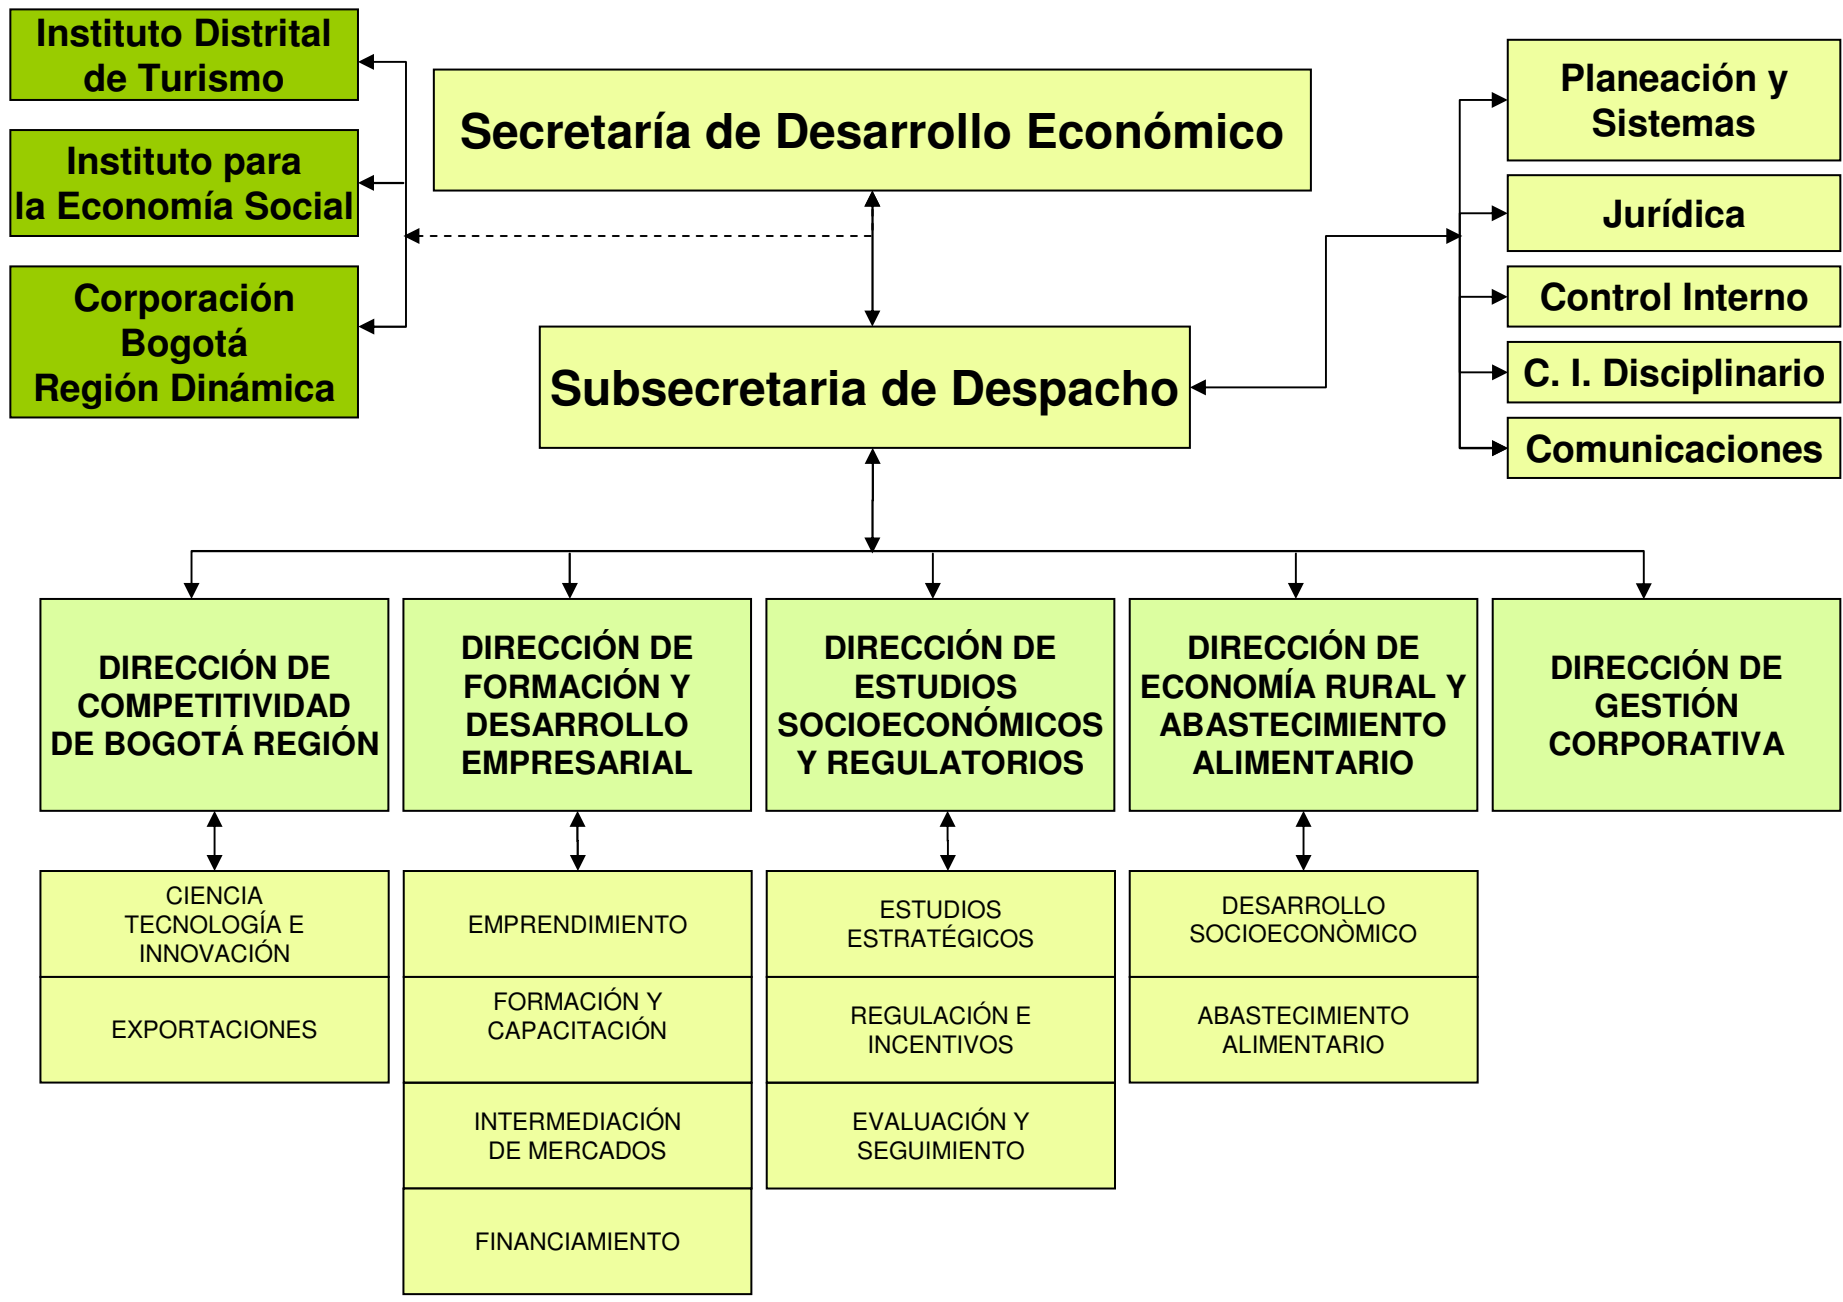 Instituto Distrital
de Turismo
Instituto para
la Economía Social
Corporación
Bogotá
Región Dinámica
Secretaría de Desarrollo Económico
Subsecretaria de Despacho
Planeación y
Sistemas
Jurídica
Control Interno
C. I. Disciplinario
Comunicaciones
DIRECCIÓN DE
COMPETITIVIDAD
DE BOGOTÁ REGIÓN
DIRECCIÓN DE
FORMACIÓN Y
DESARROLLO
EMPRESARIAL
DIRECCIÓN DE
ESTUDIOS
SOCIOECONÓMICOS
Y REGULATORIOS
DIRECCIÓN DE
ECONOMÍA RURAL Y
ABASTECIMIENTO
ALIMENTARIO
DIRECCIÓN DE
GESTIÓN
CORPORATIVA
CIENCIA
TECNOLOGÍA E
INNOVACIÓN
EXPORTACIONES
EMPRENDIMIENTO
FORMACIÓN Y
CAPACITACIÓN
INTERMEDIACIÓN
DE MERCADOS
FINANCIAMIENTO
ESTUDIOS
ESTRATÉGICOS
REGULACIÓN E
INCENTIVOS
EVALUACIÓN Y
SEGUIMIENTO
DESARROLLO
SOCIOECONÒMICO
ABASTECIMIENTO
ALIMENTARIO